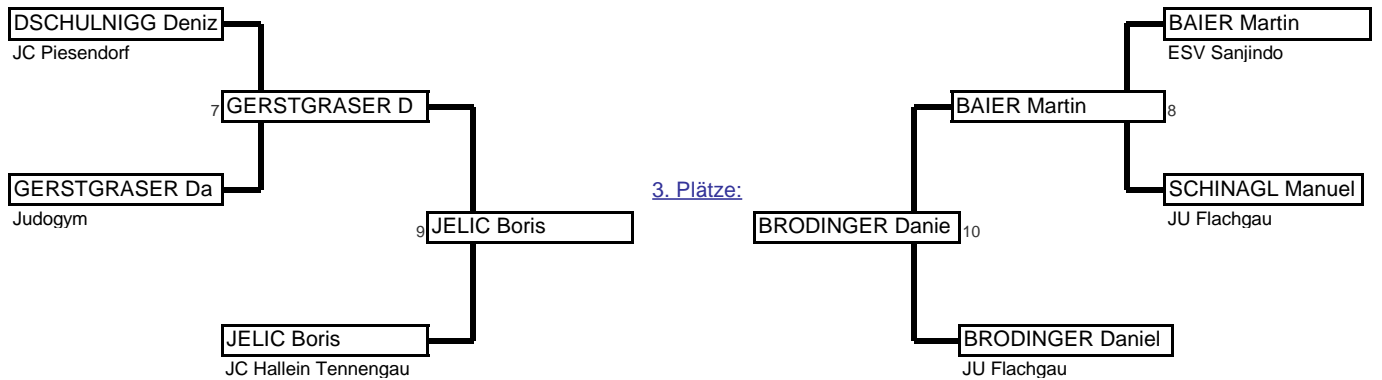 DSCHULNIGG Deniz
JC Piesendorf
7 GERSTGRASER D
GERSTGRASER Da
Judogym
9 JELIC Boris
JELIC Boris
JC Hallein Tennengau
3. Plätze:
BAIER Martin
ESV Sanjindo
BAIER Martin 8
SCHINAGL Manuel
JU Flachgau
BRODINGER Danie 10
BRODINGER Daniel
JU Flachgau